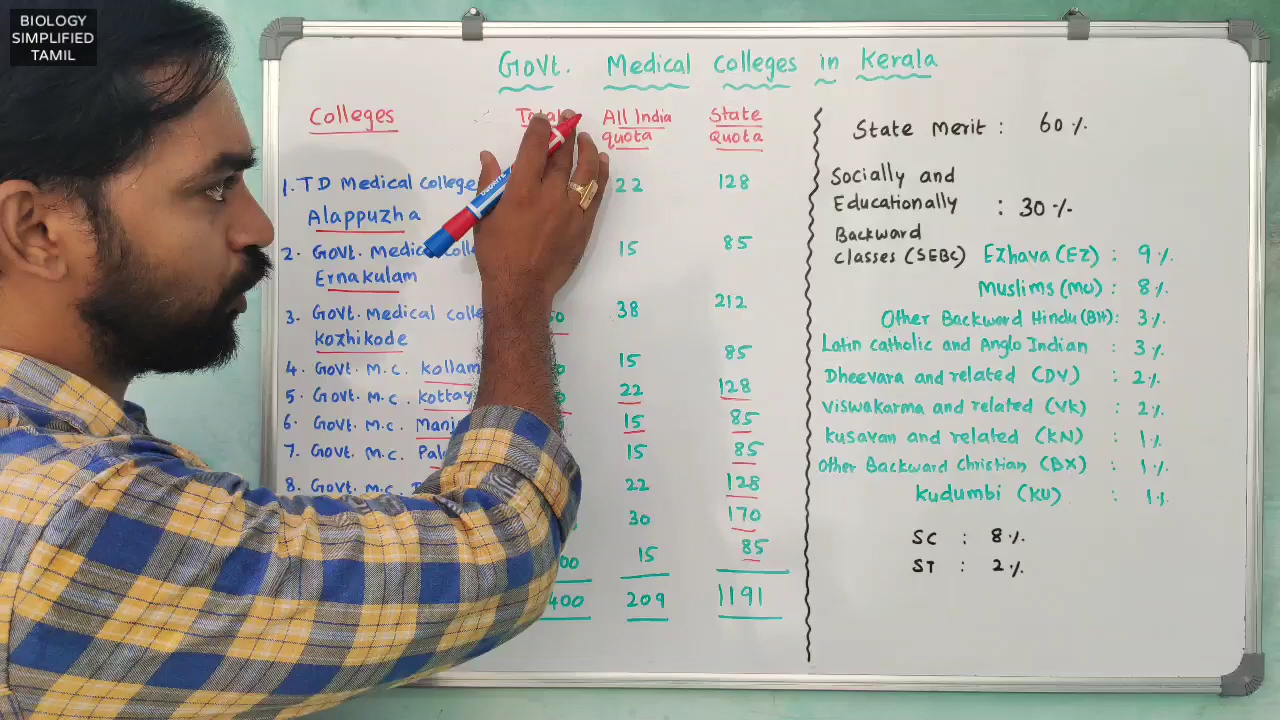 BIOLOGY
SIMPLIFIED
TAMIL
Govt. Medical colleges in kerala
Colleges Total All India State
quota Quota
1. TD Medical college 22 128
Alappuzha
2. Govt. 15 85
Ernakulam
3. Govt. Medical 38 212
kozhikode
4. Govt. M.C. kollam 15 85
5. Govt. M.C. 22 128
6. Govt. M.C. 15 85
7. Govt. M.C. 15 85
8. Govt. M.C. 22 128
30 170
15 85
209 1191
State Merit : 60%
Socially and
Educationally : 30%
Backward
classes (SEBC) Ezhava (EZ) : 9%
Muslims (MU) : 8%
Other Backward Hindu (BH) : 3%
Latin catholic and Anglo Indian : 3%
Dheevara and related (DV) : 2%
Viswakarma and related (VK) : 2%
kusavan and related (KN) : 1%
Other Backward Christian (BX) : 1%
kudumbi (KU) : 1%
SC : 8%
ST : 2%